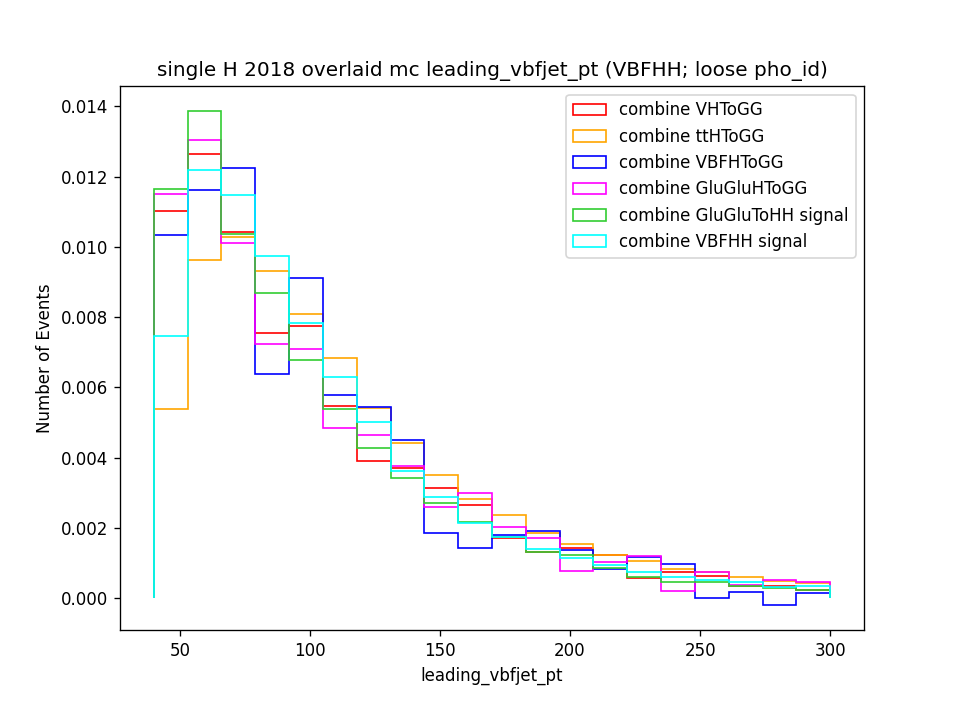 single H 2018 overlaid mc leading_vbfjet_pt (VBFHH; loose pho_id)
combine VHToGG
combine ttHToGG
combine VBFHToGG
combine GluGluHToGG
combine GluGluToHH signal
combine VBFHH signal
Number of Events
0.014
0.012
0.010
0.008
0.006
0.004
0.002
0.000
50 100 150 200 250 300
leading_vbfjet_pt